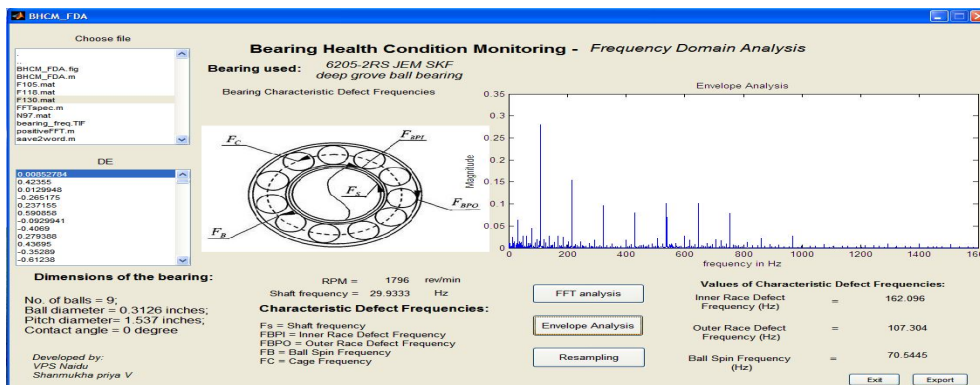 BHCM_FDA
Choose file
.
..
BHCM_FDA.fig
BHCM_FDA.m
F105.mat
F118.mat
F130.mat
FFTspec.m
N97.mat
bearing_freq.TIF
positiveFFT.m
save2word.m
DE
0.00852784
0.42355
0.0129948
-0.265175
0.237155
0.590858
-0.0929941
-0.4069
0.279388
0.43695
-0.35289
-0.61238
Bearing Health Condition Monitoring - Frequency Domain Analysis
Bearing used: 6205-2RS JEM SKF
deep grove ball bearing
Bearing Characteristic Defect Frequencies
F_C
F_BPI
F_S
F_BPO
F_B
Envelope Analysis
Magnitude
0.35
0.3
0.25
0.2
0.15
0.1
0.05
0
0 200 400 600 800 1000 1200 1400 1600
frequency in Hz
Dimensions of the bearing:
No. of balls = 9;
Ball diameter = 0.3126 inches;
Pitch diameter= 1.537 inches;
Contact angle = 0 degree
Developed by:
VPS Naidu
Shanmukha priya V
RPM = 1796 rev/min
Shaft frequency = 29.9333 Hz
Characteristic Defect Frequencies:
Fs = Shaft frequency
FBPI = Inner Race Defect Frequency
FBPO = Outer Race Defect Frequency
FB = Ball Spin Frequency
FC = Cage Frequency
FFT analysis
Envelope Analysis
Resampling
Values of Characteristic Defect Frequencies:
Inner Race Defect
Frequency (Hz) = 162.096
Outer Race Defect
Frequency (Hz) = 107.304
Ball Spin Frequency
(Hz) = 70.5445
Exit
Export